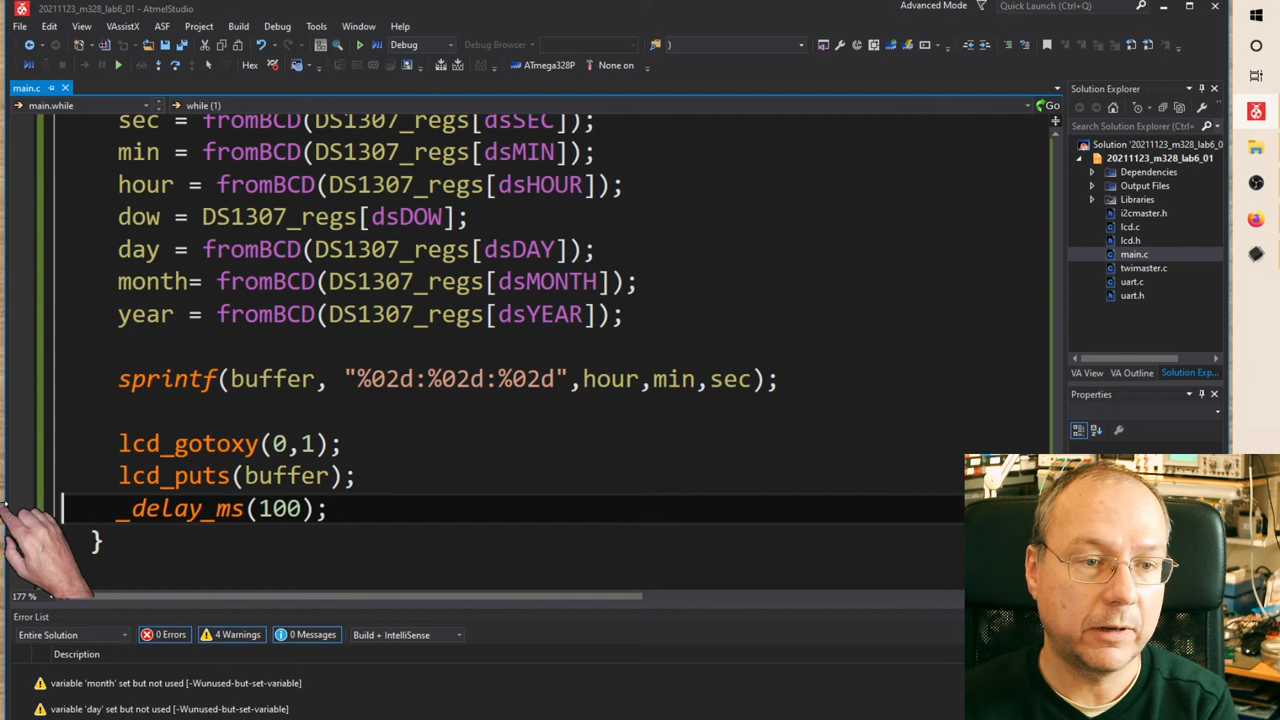 20211123_m328_lab6_01 - AtmelStudio
Advanced Mode
Quick Launch (Ctrl+Q)
File Edit View VAssistX ASF Project Build Debug Tools Window Help
Debug
Debug Browser
)
Hex
ATmega328P
None on
main.c
main.while
while (1)
Go
sec = fromBCD(DS1307_regs[dsSEC]);
min = fromBCD(DS1307_regs[dsMIN]);
hour = fromBCD(DS1307_regs[dsHOUR]);
dow = DS1307_regs[dsDOW];
day = fromBCD(DS1307_regs[dsDAY]);
month= fromBCD(DS1307_regs[dsMONTH]);
year = fromBCD(DS1307_regs[dsYEAR]);
sprintf(buffer, "%02d:%02d:%02d",hour,min,sec);
lcd_gotoxy(0,1);
lcd_puts(buffer);
_delay_ms(100);
}
177 %
Solution Explorer
Search Solution Explorer (Ctrl+
Solution '20211123_m328_lab6_0
20211123_m328_lab6_01
Dependencies
Output Files
Libraries
i2cmaster.h
lcd.c
lcd.h
main.c
twimaster.c
uart.c
uart.h
VA View VA Outline Solution Exp...
Properties
Error List
Entire Solution
0 Errors
4 Warnings
0 Messages
Build + IntelliSense
Description
variable 'month' set but not used [-Wunused-but-set-variable]
variable 'day' set but not used [-Wunused-but-set-variable]